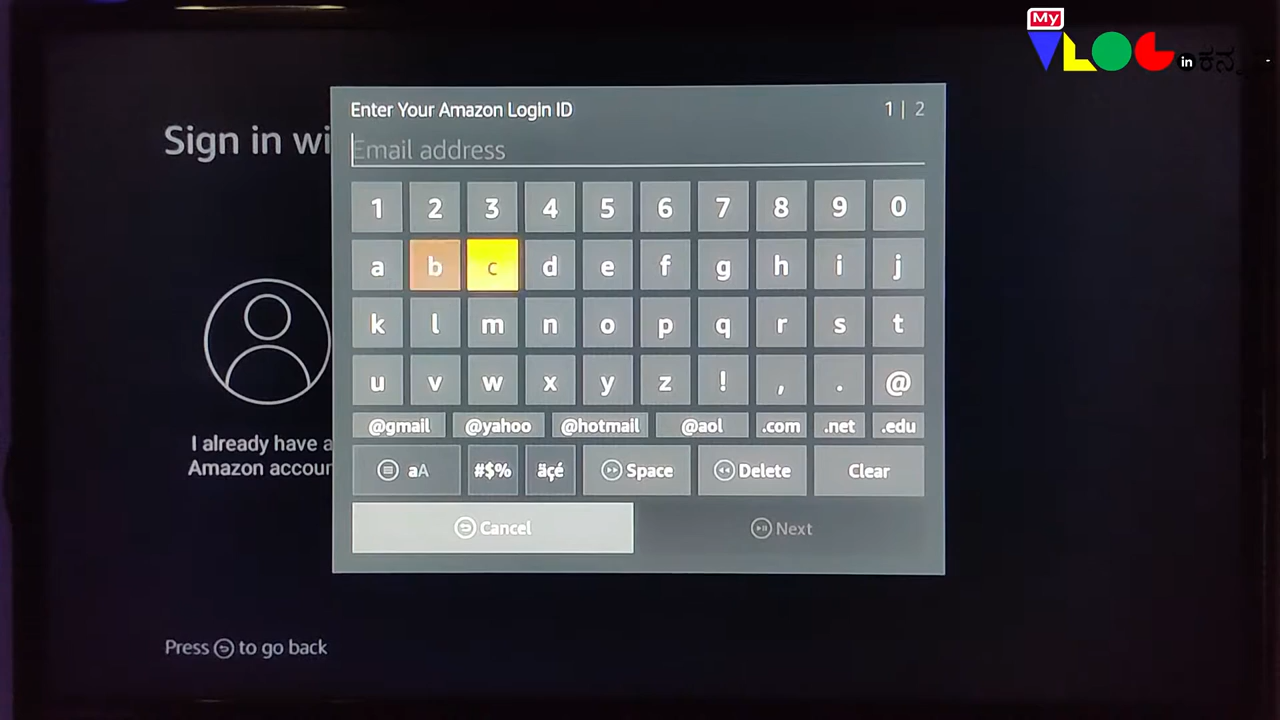 My
VLOG
in
Enter Your Amazon Login ID
1 | 2
Sign in wi
Email address
1 2 3 4 5 6 7 8 9 0
a b c d e f g h i j
k l m n o p q r s t
u v w x y z ! , . @
@gmail @yahoo @hotmail @aol .com .net .edu
aA #$% äçé Space Delete Clear
Cancel Next
I already have a
Amazon accour
Press to go back